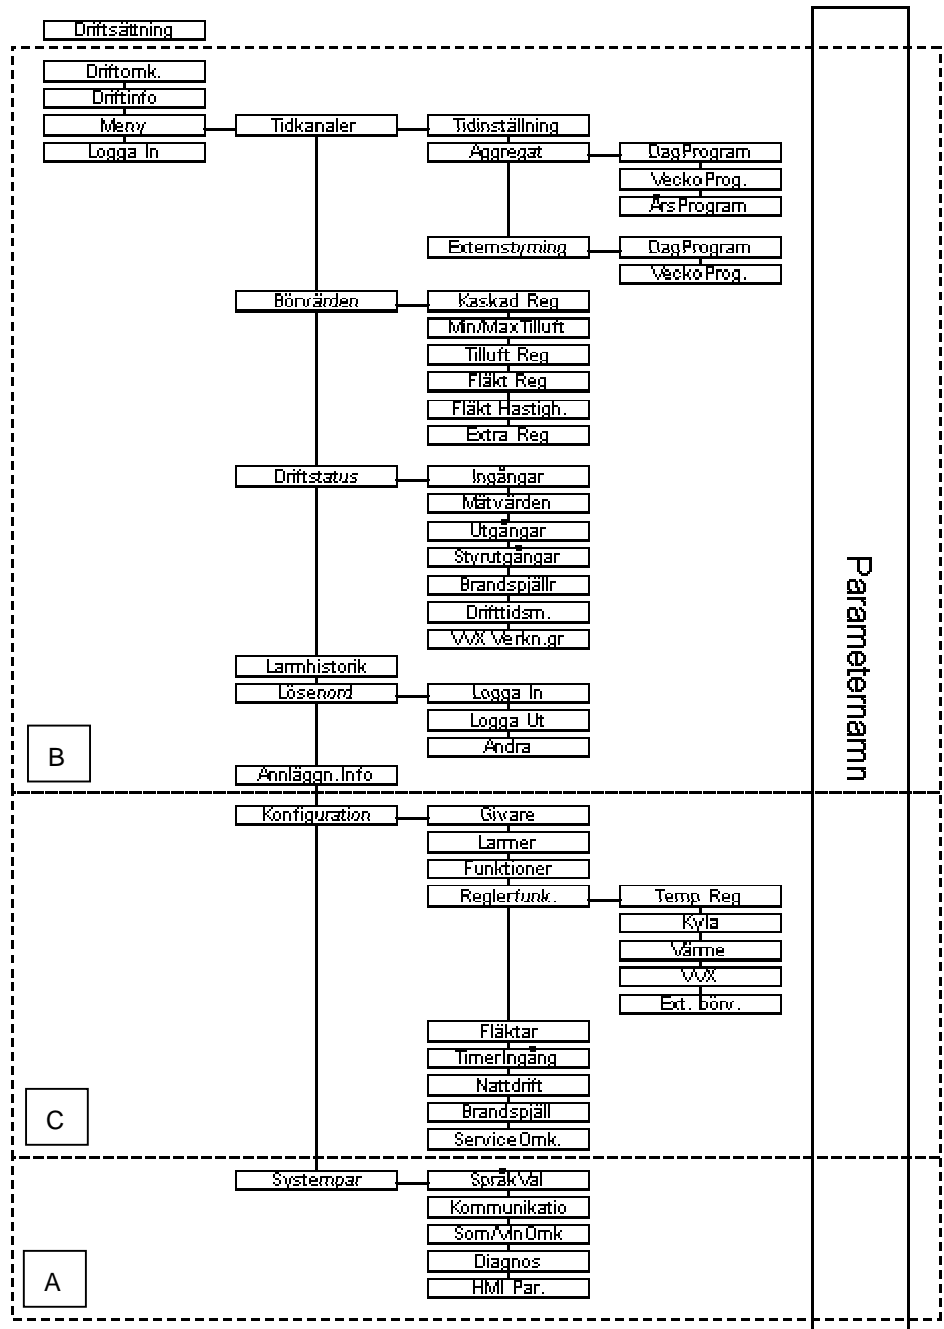 Driftsättning
Driftomk.
Driftinfo
Meny
Logga In
Tidkanaler
Tidinställning
Aggregat
DagProgram
VeckoProg.
ÅrsProgram
Externstyrning
DagProgram
VeckoProg.
Börvärden
Kaskad Reg
Min/MaxTilluft
Tilluft Reg
Fläkt Reg
Fläkt Hastigh.
Extra Reg
Driftstatus
Ingångar
Mätvärden
Utgångar
Styrutgångar
Brandspjällr
Drifttidsm.
VVX Verkn.gr
Larmhistorik
Lösenord
Logga In
Logga Ut
Ändra
Annläggn.Info
B
Parameternamn
Konfiguration
Givare
Larmer
Funktioner
Reglerfunk.
Temp Reg
Kyla
Värme
VVX
Ext. börv.
Fläktar
TimerIngång
Nattdrift
Brandspjäll
ServiceOmk.
C
Systempar
SpråkVal
Kommunikatio
Som/VinOmk
Diagnos
HMI Par.
A